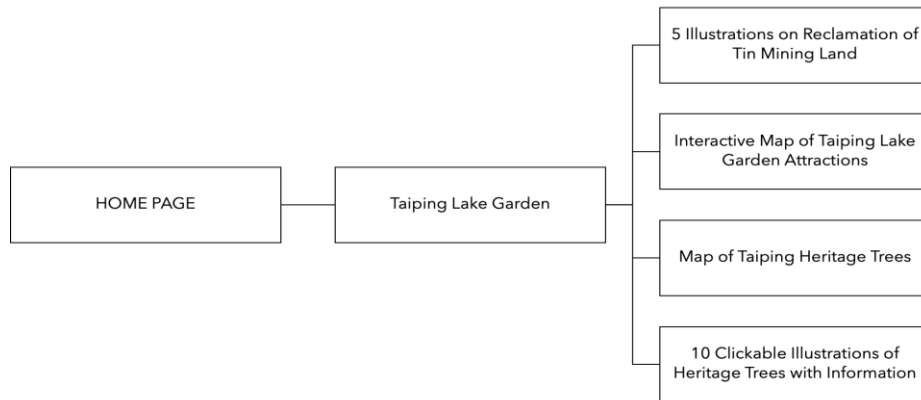 5 Illustrations on Reclamation of
Tin Mining Land
Interactive Map of Taiping Lake
Garden Attractions
HOME PAGE
Taiping Lake Garden
Map of Taiping Heritage Trees
10 Clickable Illustrations of
Heritage Trees with Information